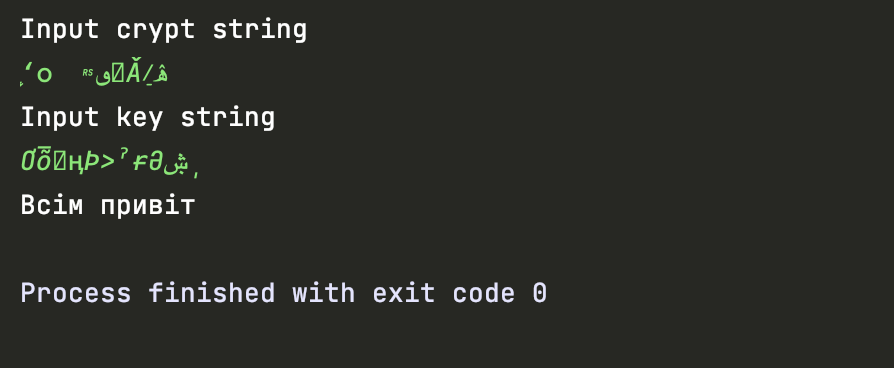 Input crypt string
Input key string
Всім привіт
Process finished with exit code 0